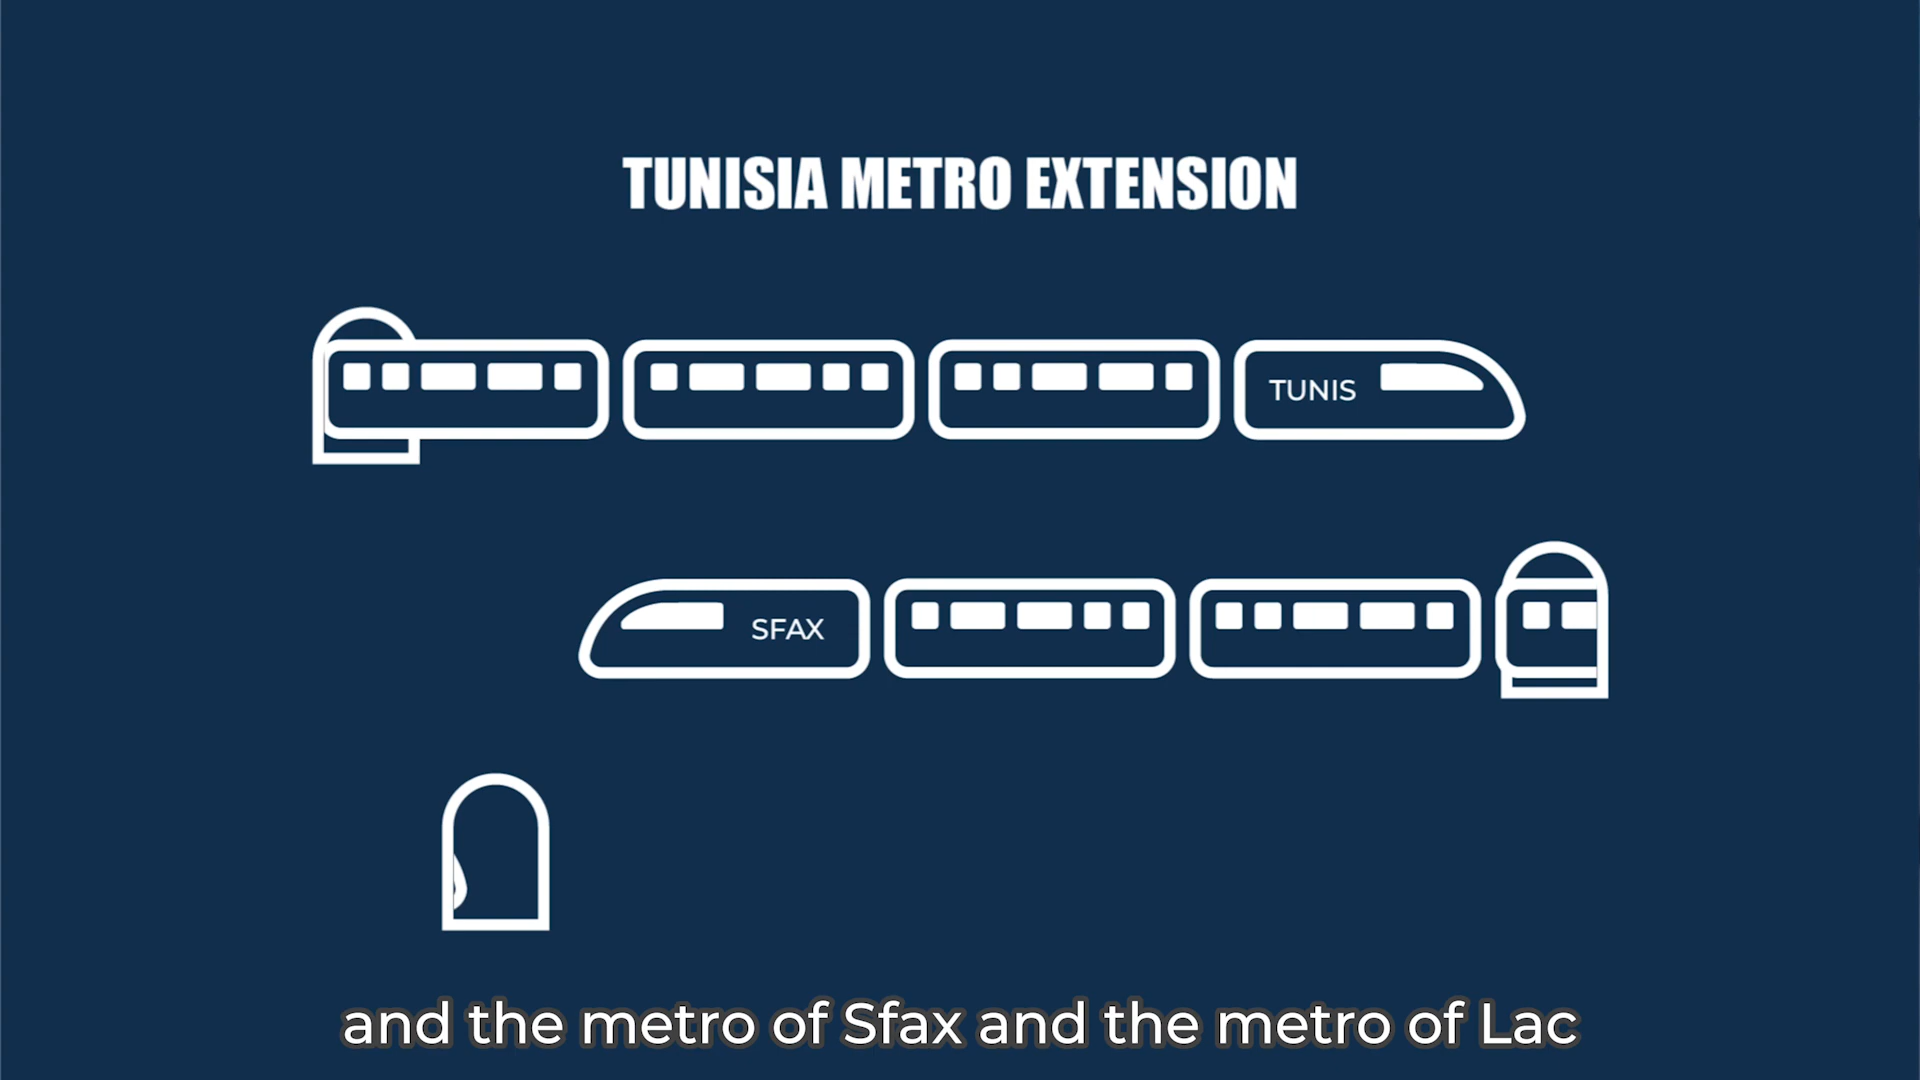 TUNISIA METRO EXTENSION
TUNIS
SFAX
and the metro of Sfax and the metro of Lac